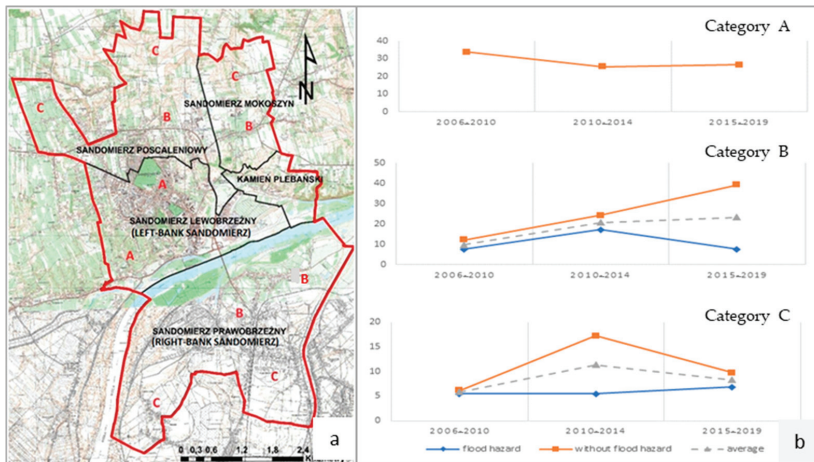 C
C
C
N
SANDOMIERZ MOKOSZYN
B
B
SANDOMIERZ POSCALENIOWY
KAMIEŃ PLEBAŃSKI
A
SANDOMIERZ LEWOBRZEŻNY
(LEFT-BANK SANDOMIERZ)
A
B
B
SANDOMIERZ PRAWOBRZEŻNY
(RIGHT-BANK SANDOMIERZ)
C
C
0 0,3 0,6 1,2 1,8 2,4
a
Category A
40
30
20
10
0
2006-2010 2010-2014 2015-2019
Category B
50
40
30
20
10
0
2006-2010 2010-2014 2015-2019
Category C
20
15
10
5
0
2006-2010 2010-2014 2015-2019
flood hazard without flood hazard average
b